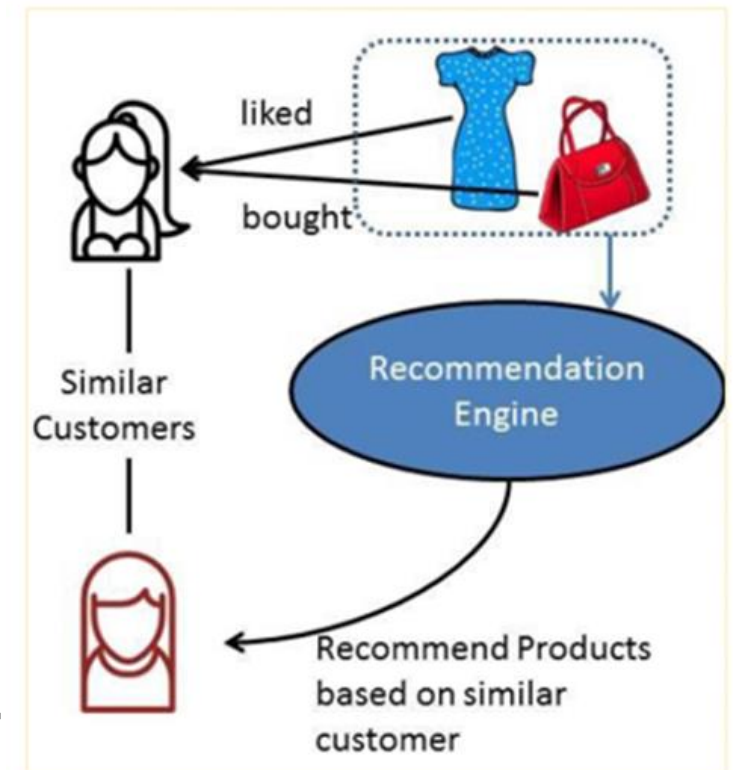 liked
bought
Similar
Customers
Recommendation
Engine
Recommend Products
based on similar
customer